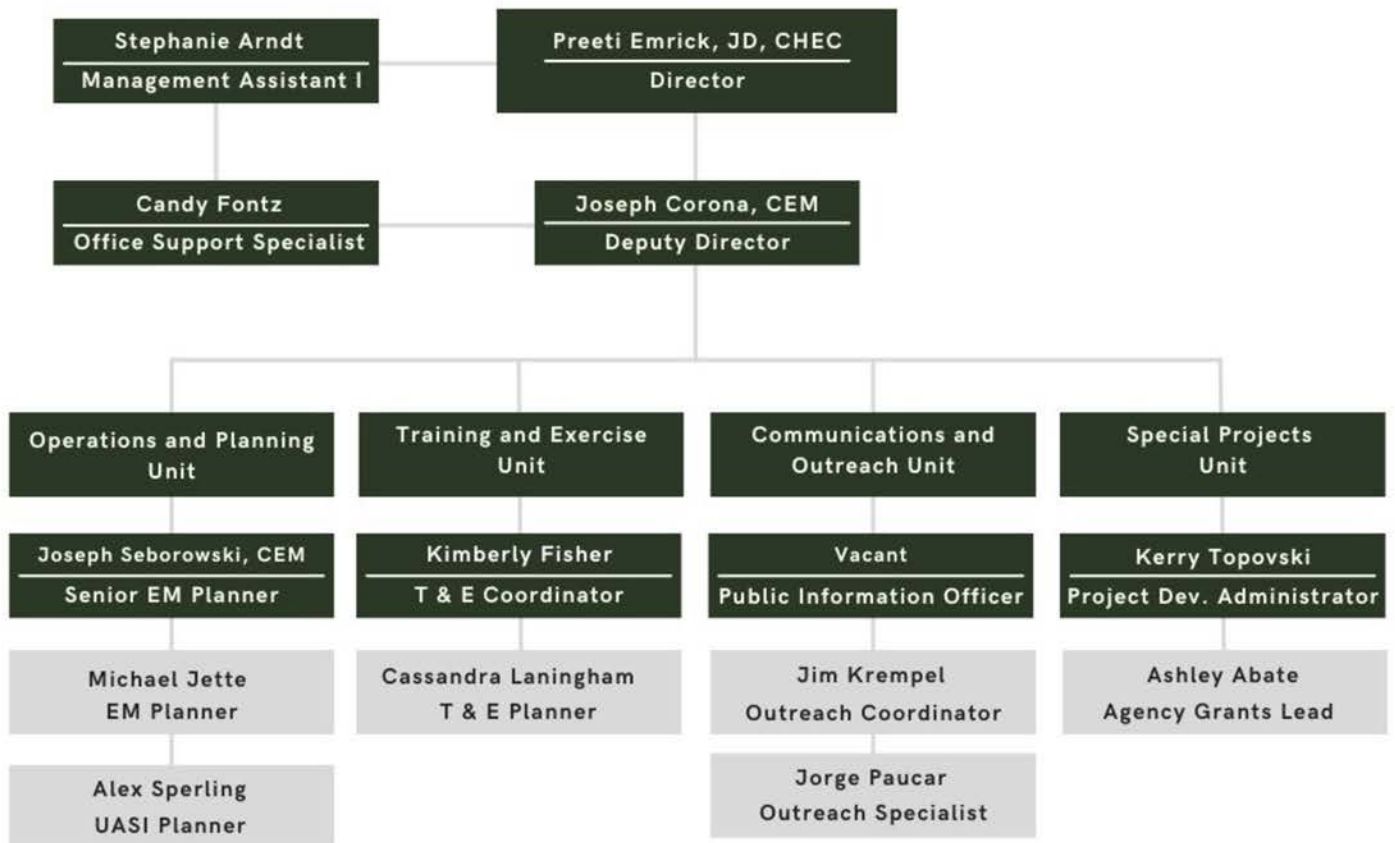 Stephanie Arndt
Management Assistant I
Preeti Emrick, JD, CHEC
Director
Candy Fontz
Office Support Specialist
Joseph Corona, CEM
Deputy Director
Operations and Planning
Unit
Joseph Seborowski, CEM
Senior EM Planner
Michael Jette
EM Planner
Alex Sperling
UASI Planner
Training and Exercise
Unit
Kimberly Fisher
T & E Coordinator
Cassandra Laningham
T & E Planner
Communications and
Outreach Unit
Vacant
Public Information Officer
Jim Krempel
Outreach Coordinator
Jorge Paucar
Outreach Specialist
Special Projects
Unit
Kerry Topovski
Project Dev. Administrator
Ashley Abate
Agency Grants Lead